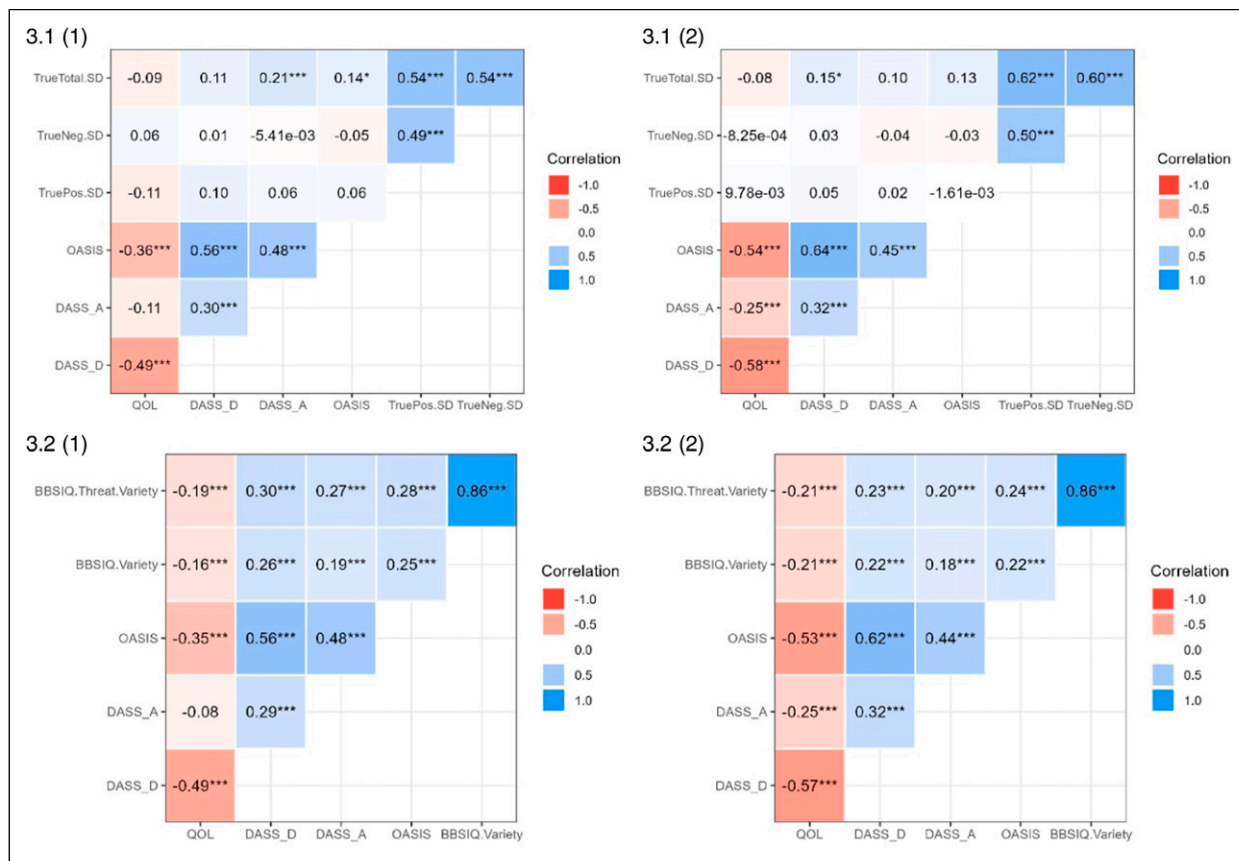 3.1 (1)
TrueTotal.SD -0.09 0.11 0.21*** 0.14* 0.54*** 0.54***
TrueNeg.SD 0.06 0.01 -5.41e-03 -0.05 0.49***
TruePos.SD -0.11 0.10 0.06 0.06
OASIS -0.36*** 0.56*** 0.48***
DASS_A -0.11 0.30***
DASS_D -0.49***
QOL DASS_D DASS_A OASIS TruePos.SD TrueNeg.SD
Correlation
-1.0
-0.5
0.0
0.5
1.0
3.1 (2)
TrueTotal.SD -0.08 0.15* 0.10 0.13 0.62*** 0.60***
TrueNeg.SD -8.25e-04 0.03 -0.04 -0.03 0.50***
TruePos.SD 9.78e-03 0.05 0.02 -1.61e-03
OASIS -0.54*** 0.64*** 0.45***
DASS_A -0.25*** 0.32***
DASS_D -0.58***
QOL DASS_D DASS_A OASIS TruePos.SD TrueNeg.SD
Correlation
-1.0
-0.5
0.0
0.5
1.0
3.2 (1)
BBSIQ.Threat.Variety -0.19*** 0.30*** 0.27*** 0.28*** 0.86***
BBSIQ.Variety -0.16*** 0.26*** 0.19*** 0.25***
OASIS -0.35*** 0.56*** 0.48***
DASS_A -0.08 0.29***
DASS_D -0.49***
QOL DASS_D DASS_A OASIS BBSIQ.Variety
Correlation
-1.0
-0.5
0.0
0.5
1.0
3.2 (2)
BBSIQ.Threat.Variety -0.21*** 0.23*** 0.20*** 0.24*** 0.86***
BBSIQ.Variety -0.21*** 0.22*** 0.18*** 0.22***
OASIS -0.53*** 0.62*** 0.44***
DASS_A -0.25*** 0.32***
DASS_D -0.57***
QOL DASS_D DASS_A OASIS BBSIQ.Variety
Correlation
-1.0
-0.5
0.0
0.5
1.0